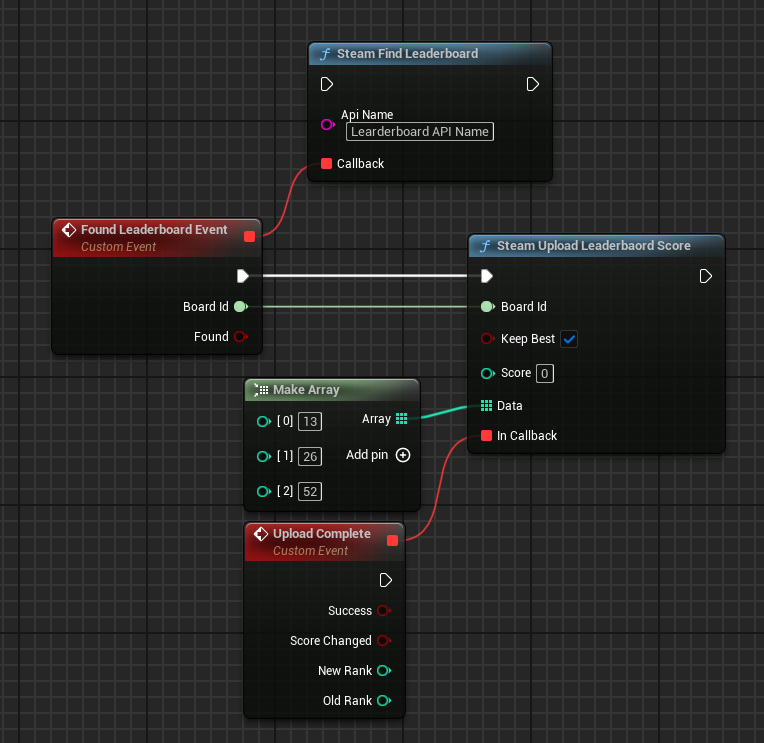 Steam Find Leaderboard
Api Name
Learderboard API Name
Callback
Found Leaderboard Event
Custom Event
Board Id
Found
Steam Upload Leaderbaord Score
Board Id
Keep Best
Score 0
Data
In Callback
Make Array
[ 0] 13 Array
[ 1] 26 Add pin
[ 2] 52
Upload Complete
Custom Event
Success
Score Changed
New Rank
Old Rank